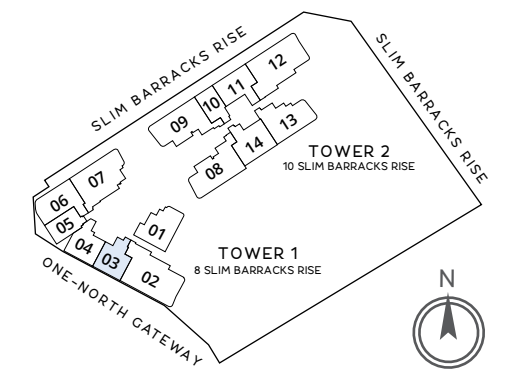 SLIM BARRACKS RISE
SLIM BARRACKS RISE
12
11
10
09
13
14
08
TOWER 2
10 SLIM BARRACKS RISE
07
06
05
04
03
01
02
TOWER 1
8 SLIM BARRACKS RISE
ONE-NORTH GATEWAY
N